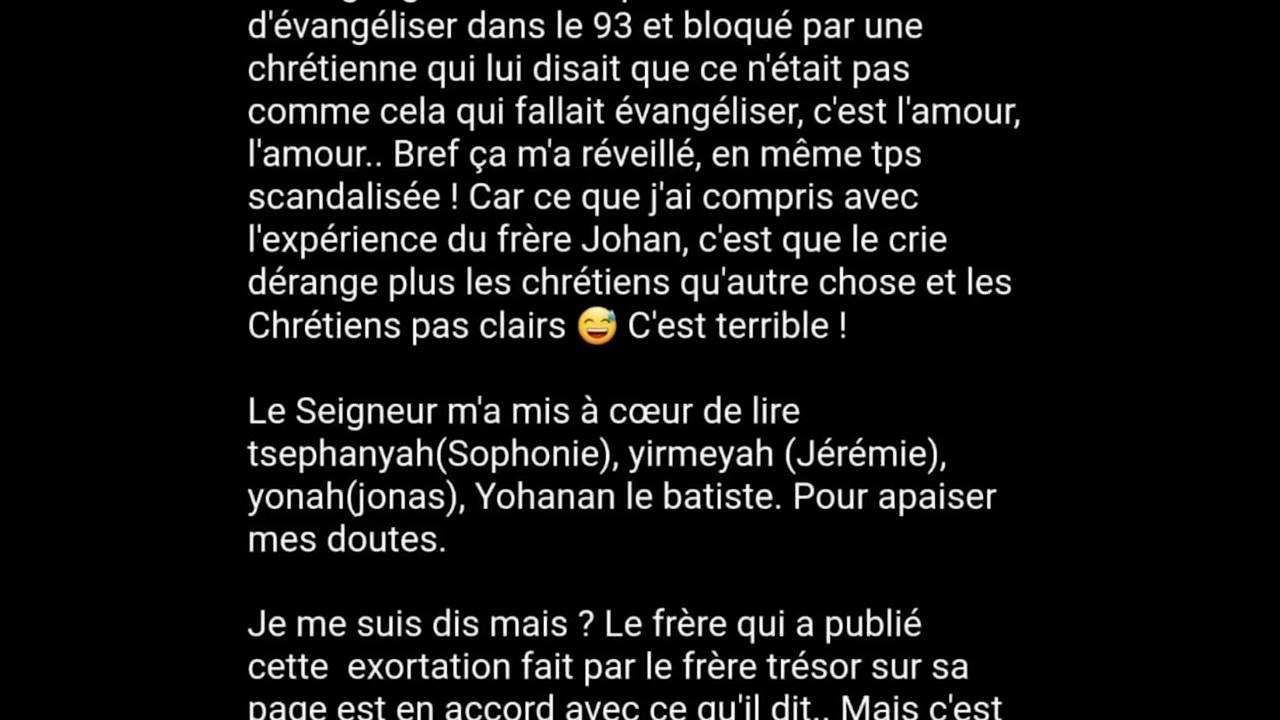 d'évangéliser dans le 93 et bloqué par une
chrétienne qui lui disait que ce n'était pas
comme cela qui fallait évangéliser, c'est l'amour,
l'amour.. Bref ça m'a réveillé, en même tps
scandalisée ! Car ce que j'ai compris avec
l'expérience du frère Johan, c'est que le crie
dérange plus les chrétiens qu'autre chose et les
Chrétiens pas clairs 😅 C'est terrible !
Le Seigneur m'a mis à cœur de lire
tsephanyah(Sophonie), yirmeyah (Jérémie),
yonah(jonas), Yohanan le batiste. Pour apaiser
mes doutes.
Je me suis dis mais ? Le frère qui a publié
cette  exortation fait par le frère trésor sur sa
page est en accord avec ce qu'il dit.. Mais c'est